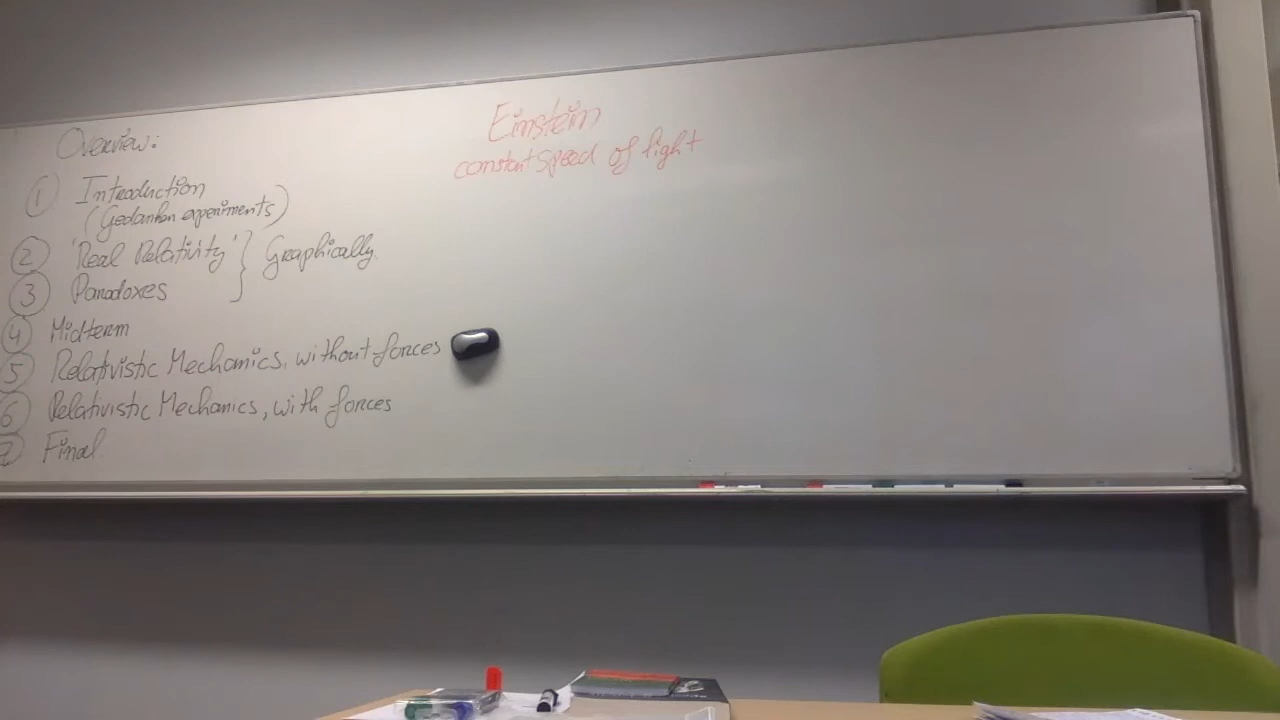 Overview:
1 Introduction
(Gedanken experiments)
2 'Real Relativity' } Graphically.
3 Paradoxes
4 Midterm
5 Relativistic Mechanics, without forces
6 Relativistic Mechanics, with forces
7 Final
Einstein
constant speed of light